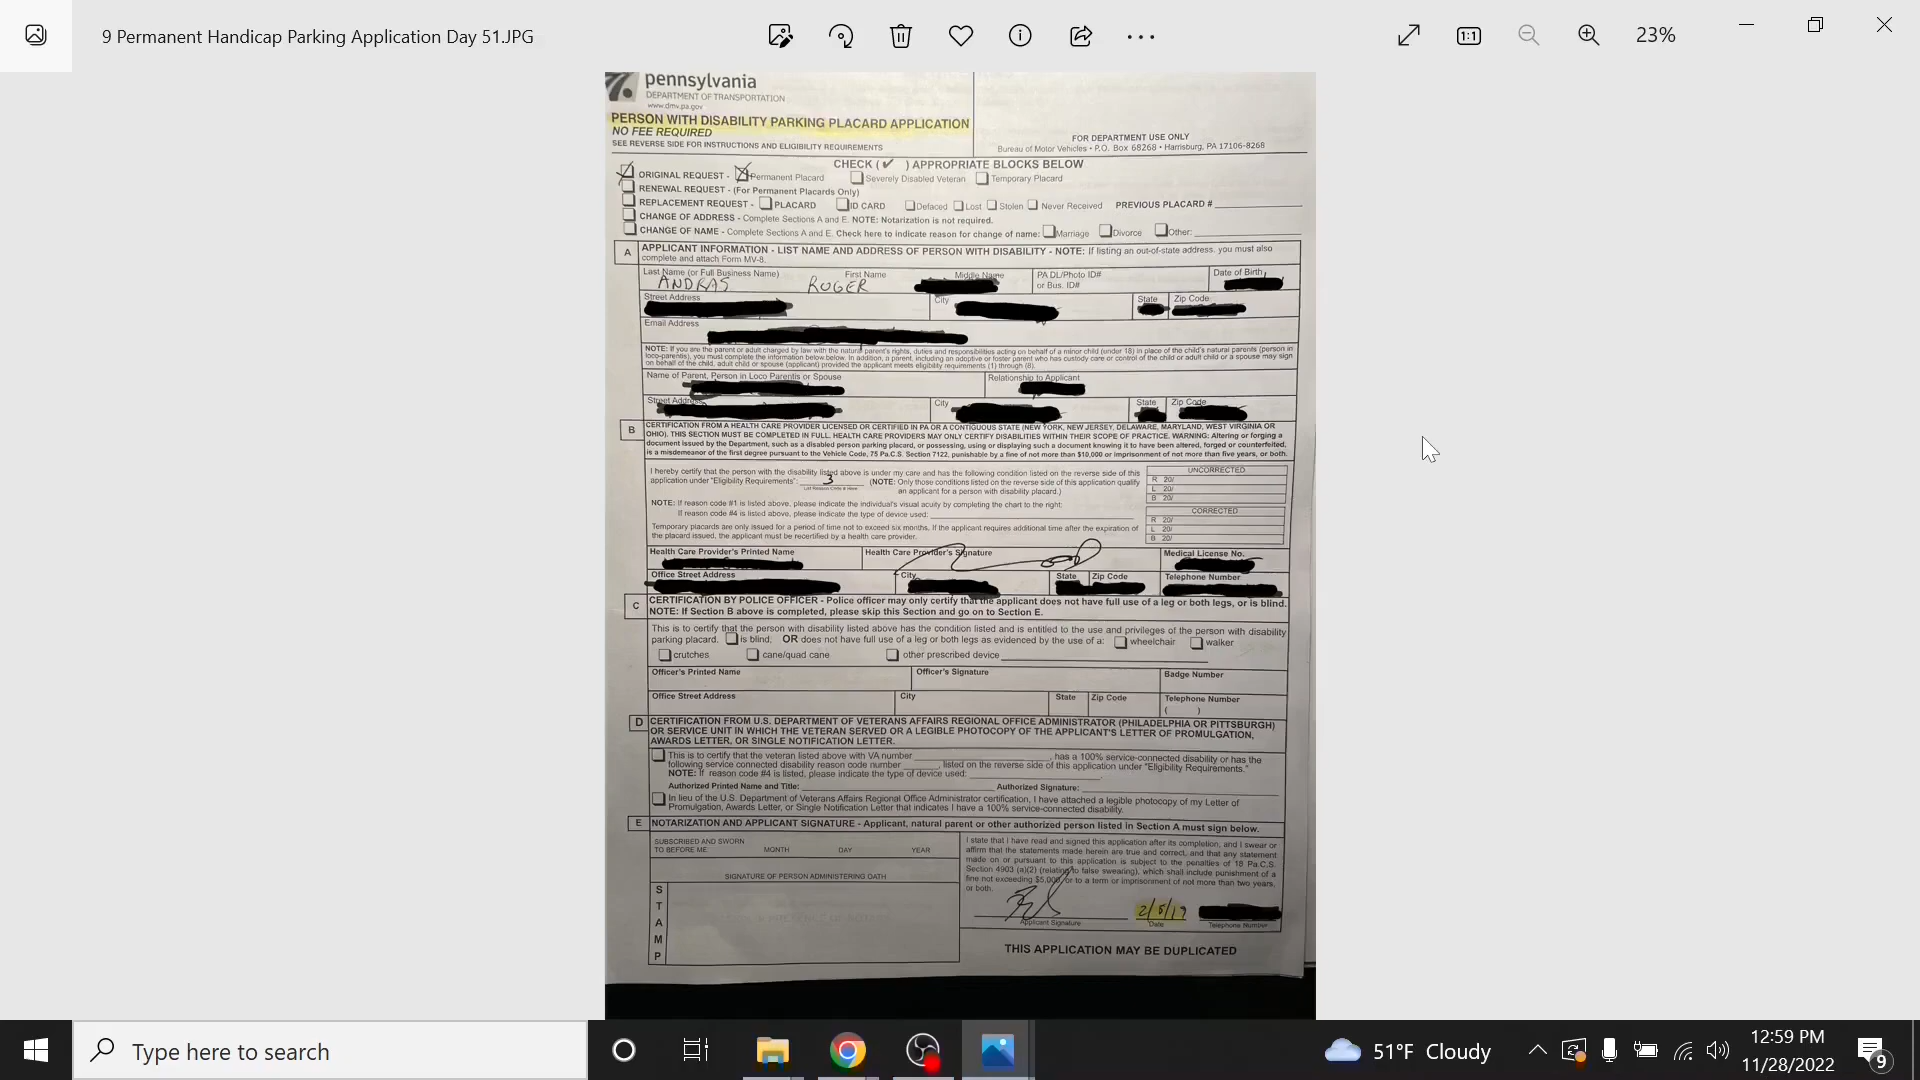 9 Permanent Handicap Parking Application Day 51.JPG
23%
pennsylvania
DEPARTMENT OF TRANSPORTATION
www.dmv.pa.gov
PERSON WITH DISABILITY PARKING PLACARD APPLICATION
NO FEE REQUIRED
SEE REVERSE SIDE FOR INSTRUCTIONS AND ELIGIBILITY REQUIREMENTS
FOR DEPARTMENT USE ONLY
Bureau of Motor Vehicles • P.O. Box 68268 • Harrisburg, PA 17106-8268
CHECK (✔ ) APPROPRIATE BLOCKS BELOW
ORIGINAL REQUEST - Permanent Placard Severely Disabled Veteran Temporary Placard
RENEWAL REQUEST - (For Permanent Placards Only)
REPLACEMENT REQUEST - PLACARD ID CARD Defaced Lost Stolen Never Received PREVIOUS PLACARD #
CHANGE OF ADDRESS - Complete Sections A and E. NOTE: Notarization is not required.
CHANGE OF NAME - Complete Sections A and E. Check here to indicate reason for change of name: Marriage Divorce Other:
A APPLICANT INFORMATION - LIST NAME AND ADDRESS OF PERSON WITH DISABILITY - NOTE: If listing an out-of-state address, you must also
complete and attach Form MV-8.
Last Name (or Full Business Name) First Name Middle Name PA DL/Photo ID# Date of Birth
ANDRAS ROGER or Bus. ID#
Street Address City State Zip Code
Email Address
NOTE: If you are the parent or adult charged by law with the natural parent's rights, duties and responsibilities acting on behalf of a minor child (under 18) in place of the child's natural parents (person in
loco-parentis), you must complete the information below below. In addition, a parent, including an adoptive or foster parent who has custody care or control of the child or adult child or a spouse may sign
on behalf of the child, adult child or spouse (applicant) provided the applicant meets eligibility requirements (1) through (8).
Name of Parent, Person in Loco Parentis or Spouse Relationship to Applicant
Street Address City State Zip Code
B CERTIFICATION FROM A HEALTH CARE PROVIDER LICENSED OR CERTIFIED IN PA OR A CONTIGUOUS STATE (NEW YORK, NEW JERSEY, DELAWARE, MARYLAND, WEST VIRGINIA OR
OHIO). THIS SECTION MUST BE COMPLETED IN FULL. HEALTH CARE PROVIDERS MAY ONLY CERTIFY DISABILITIES WITHIN THEIR SCOPE OF PRACTICE. WARNING: Altering or forging a
document issued by the Department, such as a disabled person parking placard, or possessing, using or displaying such a document knowing it to have been altered, forged or counterfeited,
is a misdemeanor of the first degree pursuant to the Vehicle Code, 75 Pa.C.S. Section 7122, punishable by a fine of not more than $10,000 or imprisonment of not more than five years, or both.
I hereby certify that the person with the disability listed above is under my care and has the following condition listed on the reverse side of this
application under "Eligibility Requirements": 3 (NOTE: Only those conditions listed on the reverse side of this application qualify
List Reason Code # Here an applicant for a person with disability placard.)
NOTE: If reason code #1 is listed above, please indicate the individual's visual acuity by completing the chart to the right:
If reason code #4 is listed above, please indicate the type of device used:
Temporary placards are only issued for a period of time not to exceed six months. If the applicant requires additional time after the expiration of
the placard issued, the applicant must be recertified by a health care provider.
UNCORRECTED
R 20/
L 20/
B 20/
CORRECTED
R 20/
L 20/
B 20/
Health Care Provider's Printed Name Health Care Provider's Signature Medical License No.
Office Street Address City State Zip Code Telephone Number
C CERTIFICATION BY POLICE OFFICER - Police officer may only certify that the applicant does not have full use of a leg or both legs, or is blind.
NOTE: If Section B above is completed, please skip this Section and go on to Section E.
This is to certify that the person with disability listed above has the condition listed and is entitled to the use and privileges of the person with disability
parking placard. is blind. OR does not have full use of a leg or both legs as evidenced by the use of a: wheelchair walker
crutches cane/quad cane other prescribed device
Officer's Printed Name Officer's Signature Badge Number
Office Street Address City State Zip Code Telephone Number
( )
D CERTIFICATION FROM U.S. DEPARTMENT OF VETERANS AFFAIRS REGIONAL OFFICE ADMINISTRATOR (PHILADELPHIA OR PITTSBURGH)
OR SERVICE UNIT IN WHICH THE VETERAN SERVED OR A LEGIBLE PHOTOCOPY OF THE APPLICANT'S LETTER OF PROMULGATION,
AWARDS LETTER, OR SINGLE NOTIFICATION LETTER.
This is to certify that the veteran listed above with VA number , has a 100% service-connected disability or has the
following service connected disability reason code number , listed on the reverse side of this application under "Eligibility Requirements."
NOTE: If reason code #4 is listed, please indicate the type of device used:
Authorized Printed Name and Title: Authorized Signature:
In lieu of the U.S. Department of Veterans Affairs Regional Office Administrator certification, I have attached a legible photocopy of my Letter of
Promulgation, Awards Letter, or Single Notification Letter that indicates I have a 100% service-connected disability.
E NOTARIZATION AND APPLICANT SIGNATURE - Applicant, natural parent or other authorized person listed in Section A must sign below.
SUBSCRIBED AND SWORN
TO BEFORE ME: MONTH DAY YEAR
SIGNATURE OF PERSON ADMINISTERING OATH
STAMP
I state that I have read and signed this application after its completion, and I swear or
affirm that the statements made herein are true and correct, and that any statement
made on or pursuant to this application is subject to the penalties of 18 Pa.C.S.
Section 4903 (a)(2) (relating to false swearing), which shall include punishment of a
fine not exceeding $5,000, or to a term or imprisonment of not more than two years,
or both.
2/5/19
Applicant Signature Date Telephone Number
THIS APPLICATION MAY BE DUPLICATED
Type here to search
51°F Cloudy
12:59 PM
11/28/2022
9